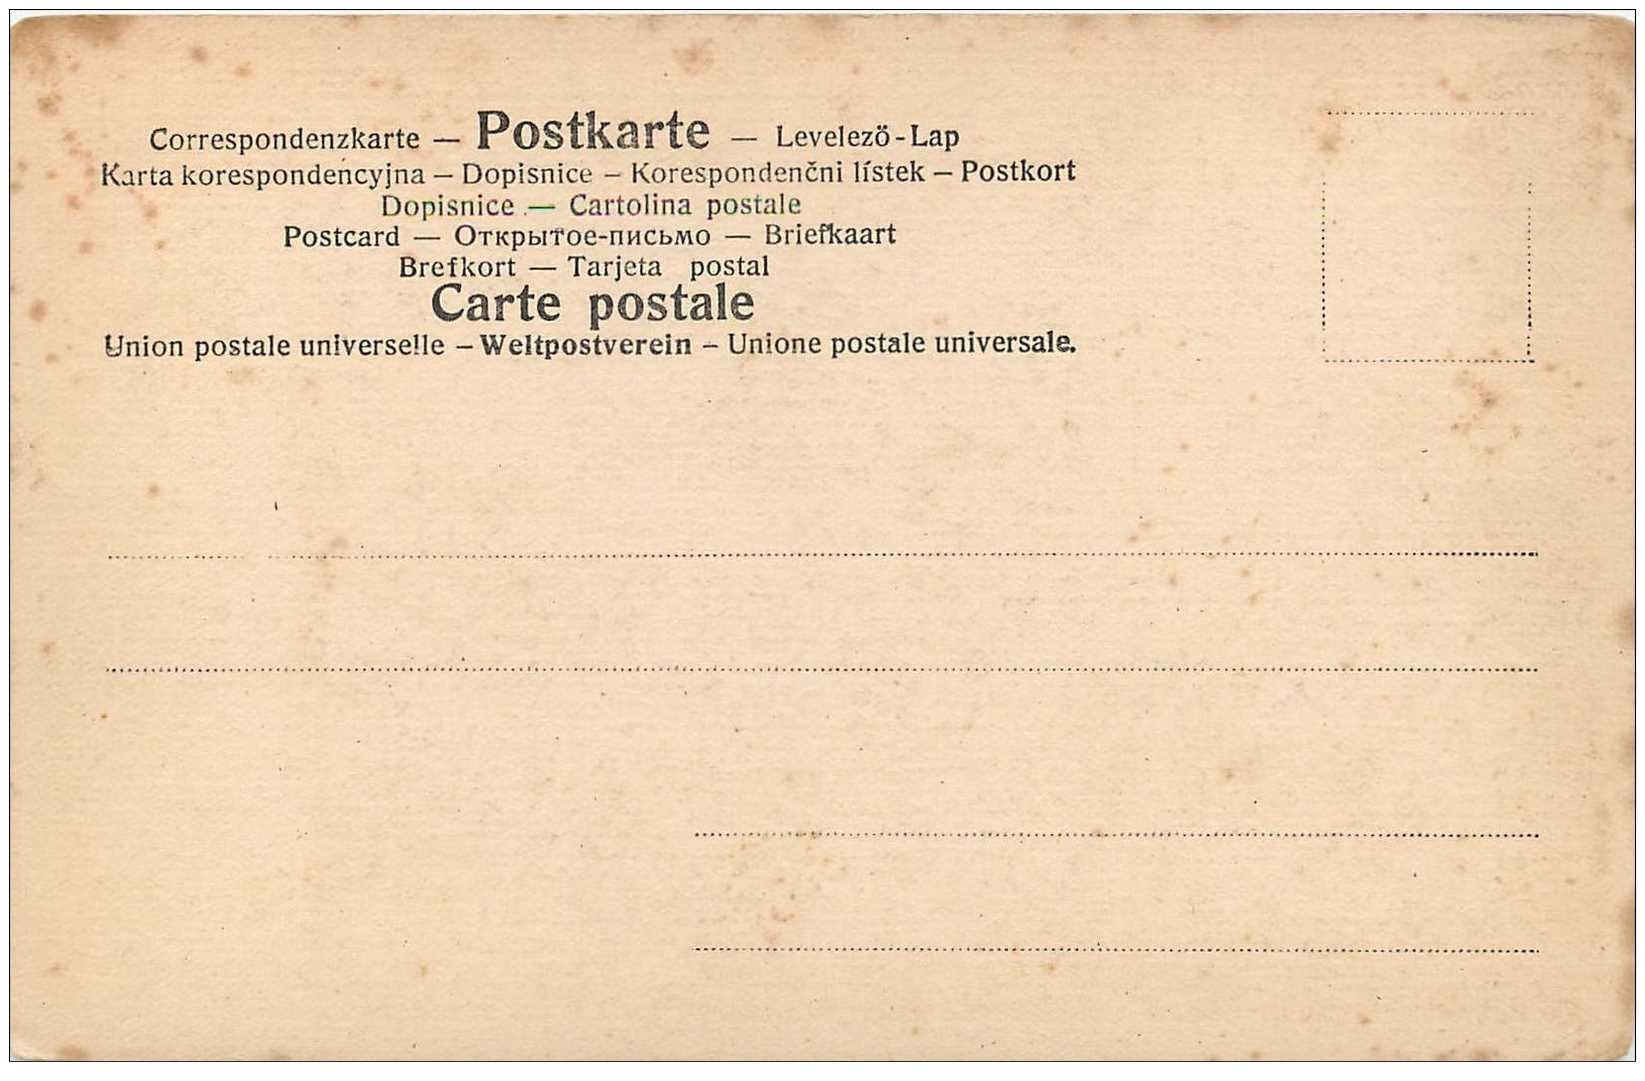 Correspondenzkarte — Postkarte — Levelező-Lap
Karta korespondencyjna – Dopisnice – Korespondenčni lístek – Postkort
Dopisnice — Cartolina postale
Postcard — Открытое-письмо — Briefkaart
Brefkort — Tarjeta postal
Carte postale
Union postale universelle – Weltpostverein – Unione postale universale.